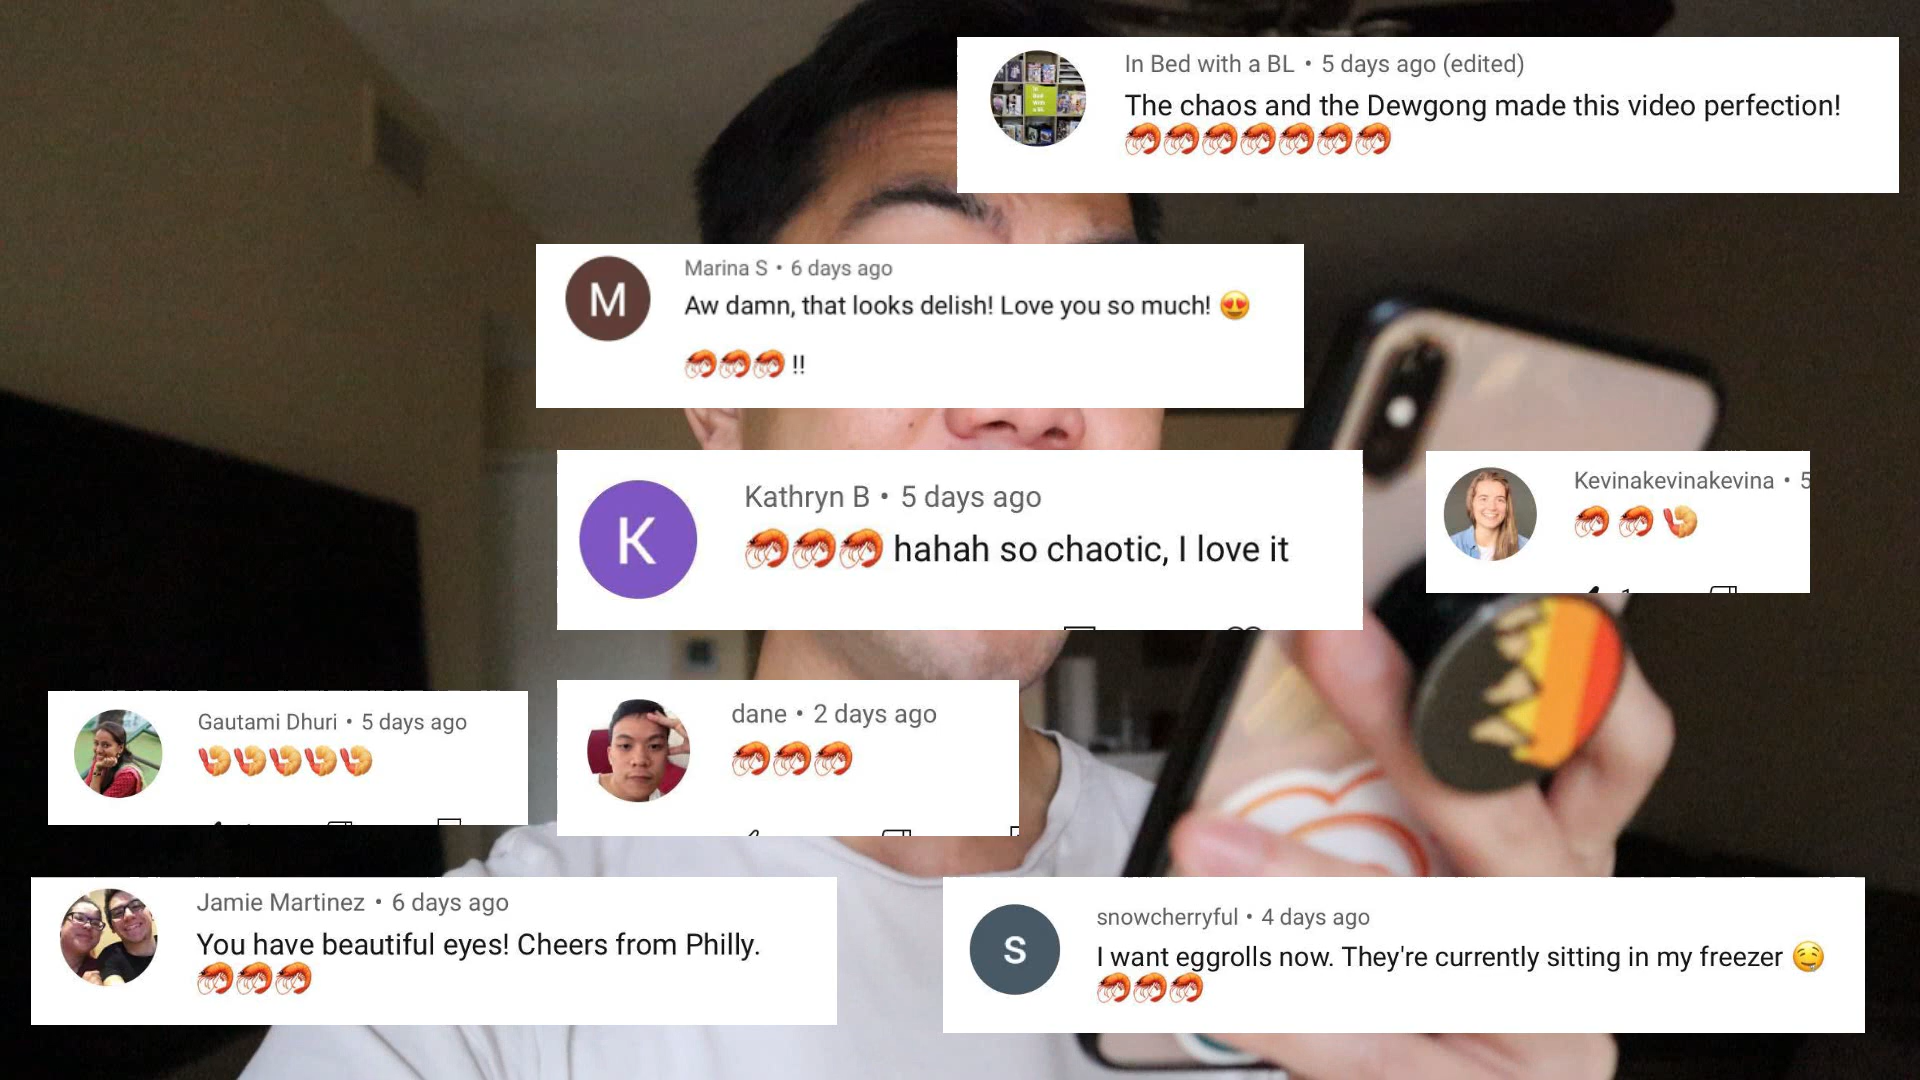 In Bed with a BL • 5 days ago (edited)
The chaos and the Dewgong made this video perfection!
🦐🦐🦐🦐🦐🦐🦐
M
Marina S • 6 days ago
Aw damn, that looks delish! Love you so much! 😍
🦐🦐🦐 !!
K
Kathryn B • 5 days ago
🦐🦐🦐 hahah so chaotic, I love it
Kevinakevinakevina • 5
🦐🦐🍤
Gautami Dhuri • 5 days ago
🍤🍤🍤🍤🍤
dane • 2 days ago
🦐🦐🦐
Jamie Martinez • 6 days ago
You have beautiful eyes! Cheers from Philly.
🦐🦐🦐
S
snowcherryful • 4 days ago
I want eggrolls now. They're currently sitting in my freezer 🤤
🦐🦐🦐